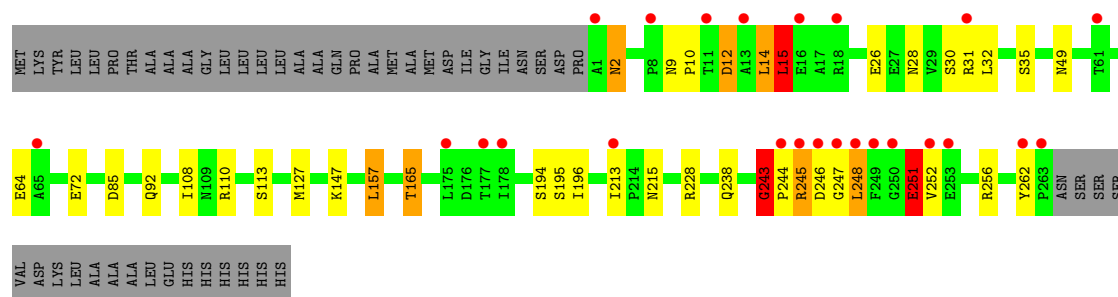 MET LYS TYR LEU LEU PRO THR ALA ALA ALA GLY LEU LEU LEU LEU ALA ALA GLN PRO ALA MET ALA MET ASP ILE GLY ILE ILE ASN SER ASP ASP PRO A1 N2 P8 N9 P10 T11 D12 A13 L14 L15 E16 A17 R18 E26 E27 N28 V29 S30 R31 L32 S35 N49 T61
E64 A65 E72 D85 Q92 I108 N109 R110 S113 M127 K147 L157 T165 L175 D176 T177 I178 S194 S195 I196 I213 P214 N215 R228 Q238 G243 P244 R245 D246 G247 L248 F249 G250 E251 V252 E253 R256 Y262 P263 ASN SER SER SER
VAL ASP LYS LEU ALA ALA ALA LEU GLU HIS HIS HIS HIS HIS HIS